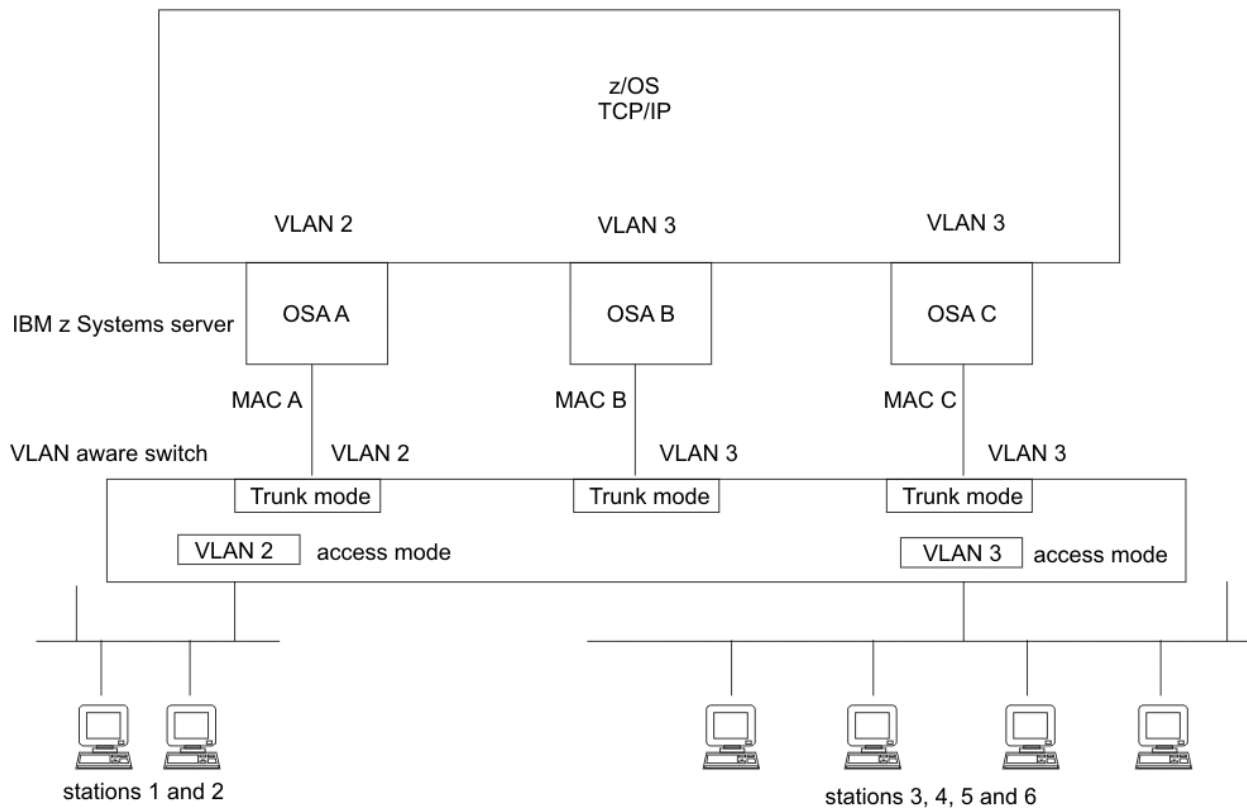 z/OS
TCP/IP
VLAN 2
VLAN 3
VLAN 3
IBM z Systems server
OSA A
OSA B
OSA C
MAC A
MAC B
MAC C
VLAN aware switch
VLAN 2
VLAN 3
VLAN 3
Trunk mode
Trunk mode
Trunk mode
VLAN 2
access mode
VLAN 3
access mode
stations 1 and 2
stations 3, 4, 5 and 6